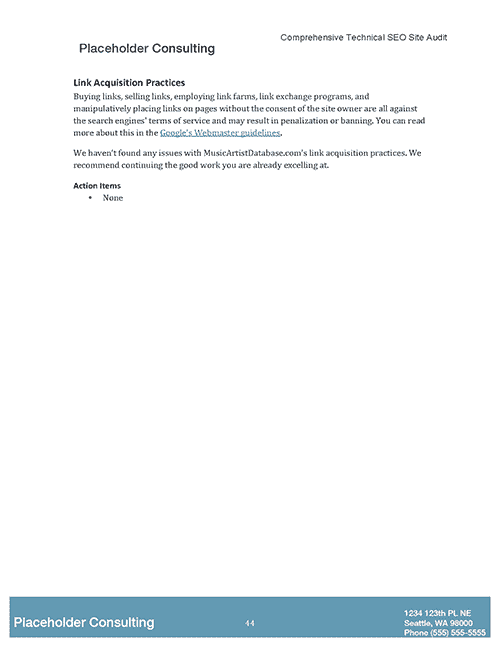 Comprehensive Technical SEO Site Audit
Placeholder Consulting
Link Acquisition Practices
Buying links, selling links, employing link farms, link exchange programs, and
manipulatively placing links on pages without the consent of the site owner are all against
the search engines' terms of service and may result in penalization or banning. You can read
more about this in the Google's Webmaster guidelines.
We haven't found any issues with MusicArtistDatabase.com's link acquisition practices. We
recommend continuing the good work you are already excelling at.
Action Items
• None
Placeholder Consulting
44
1234 123th PL NE
Seattle, WA 98000
Phone (555) 555-5555